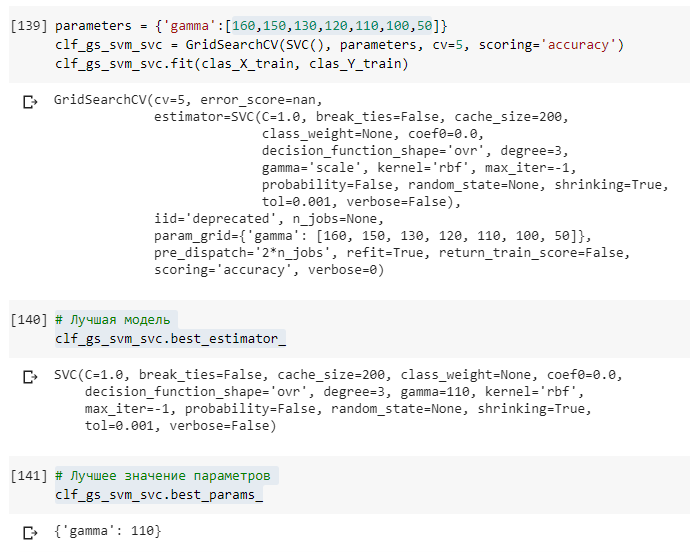 [139] parameters = {'gamma':[160,150,130,120,110,100,50]}
clf_gs_svm_svc = GridSearchCV(SVC(), parameters, cv=5, scoring='accuracy')
clf_gs_svm_svc.fit(clas_X_train, clas_Y_train)
GridSearchCV(cv=5, error_score=nan,
estimator=SVC(C=1.0, break_ties=False, cache_size=200,
class_weight=None, coef0=0.0,
decision_function_shape='ovr', degree=3,
gamma='scale', kernel='rbf', max_iter=-1,
probability=False, random_state=None, shrinking=True,
tol=0.001, verbose=False),
iid='deprecated', n_jobs=None,
param_grid={'gamma': [160, 150, 130, 120, 110, 100, 50]},
pre_dispatch='2*n_jobs', refit=True, return_train_score=False,
scoring='accuracy', verbose=0)
[140] # Лучшая модель
clf_gs_svm_svc.best_estimator_
SVC(C=1.0, break_ties=False, cache_size=200, class_weight=None, coef0=0.0,
decision_function_shape='ovr', degree=3, gamma=110, kernel='rbf',
max_iter=-1, probability=False, random_state=None, shrinking=True,
tol=0.001, verbose=False)
[141] # Лучшее значение параметров
clf_gs_svm_svc.best_params_
{'gamma': 110}